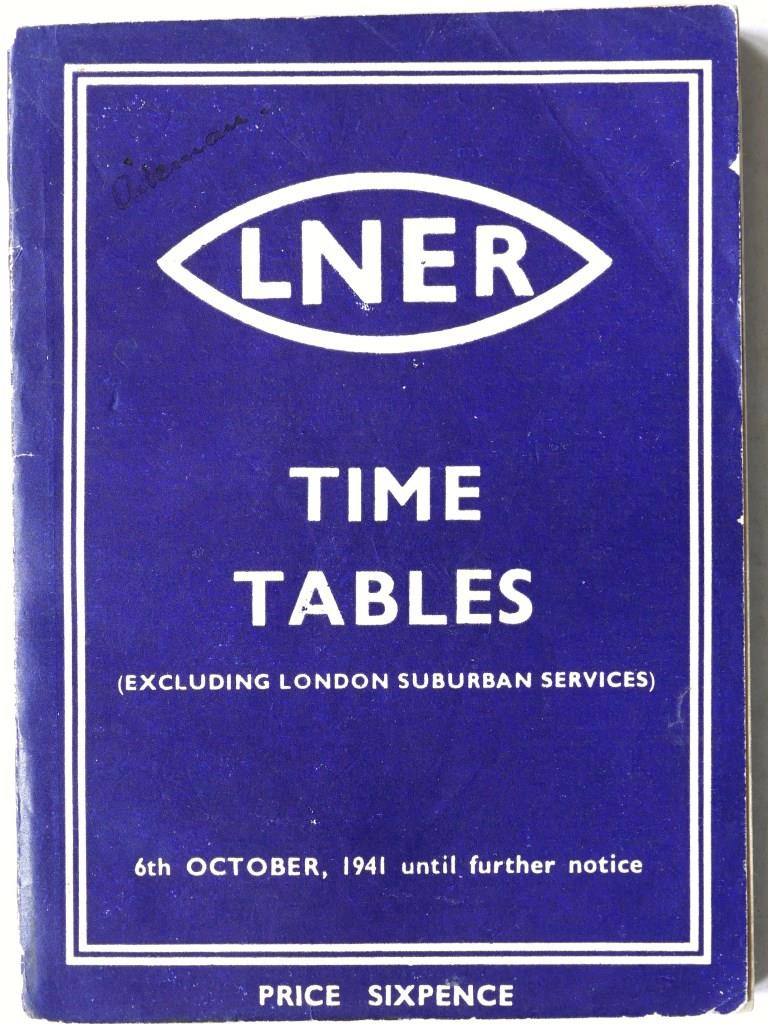 LNER
TIME
TABLES
(EXCLUDING LONDON SUBURBAN SERVICES)
6th OCTOBER, 1941 until further notice
PRICE SIXPENCE